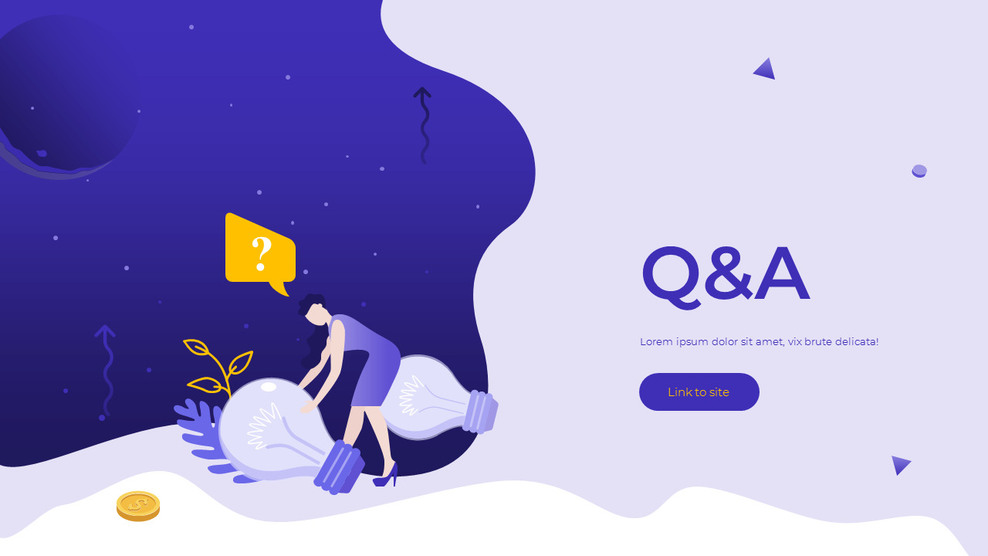 ?
Q&A
Lorem ipsum dolor sit amet, vix brute delicata!
Link to site
$